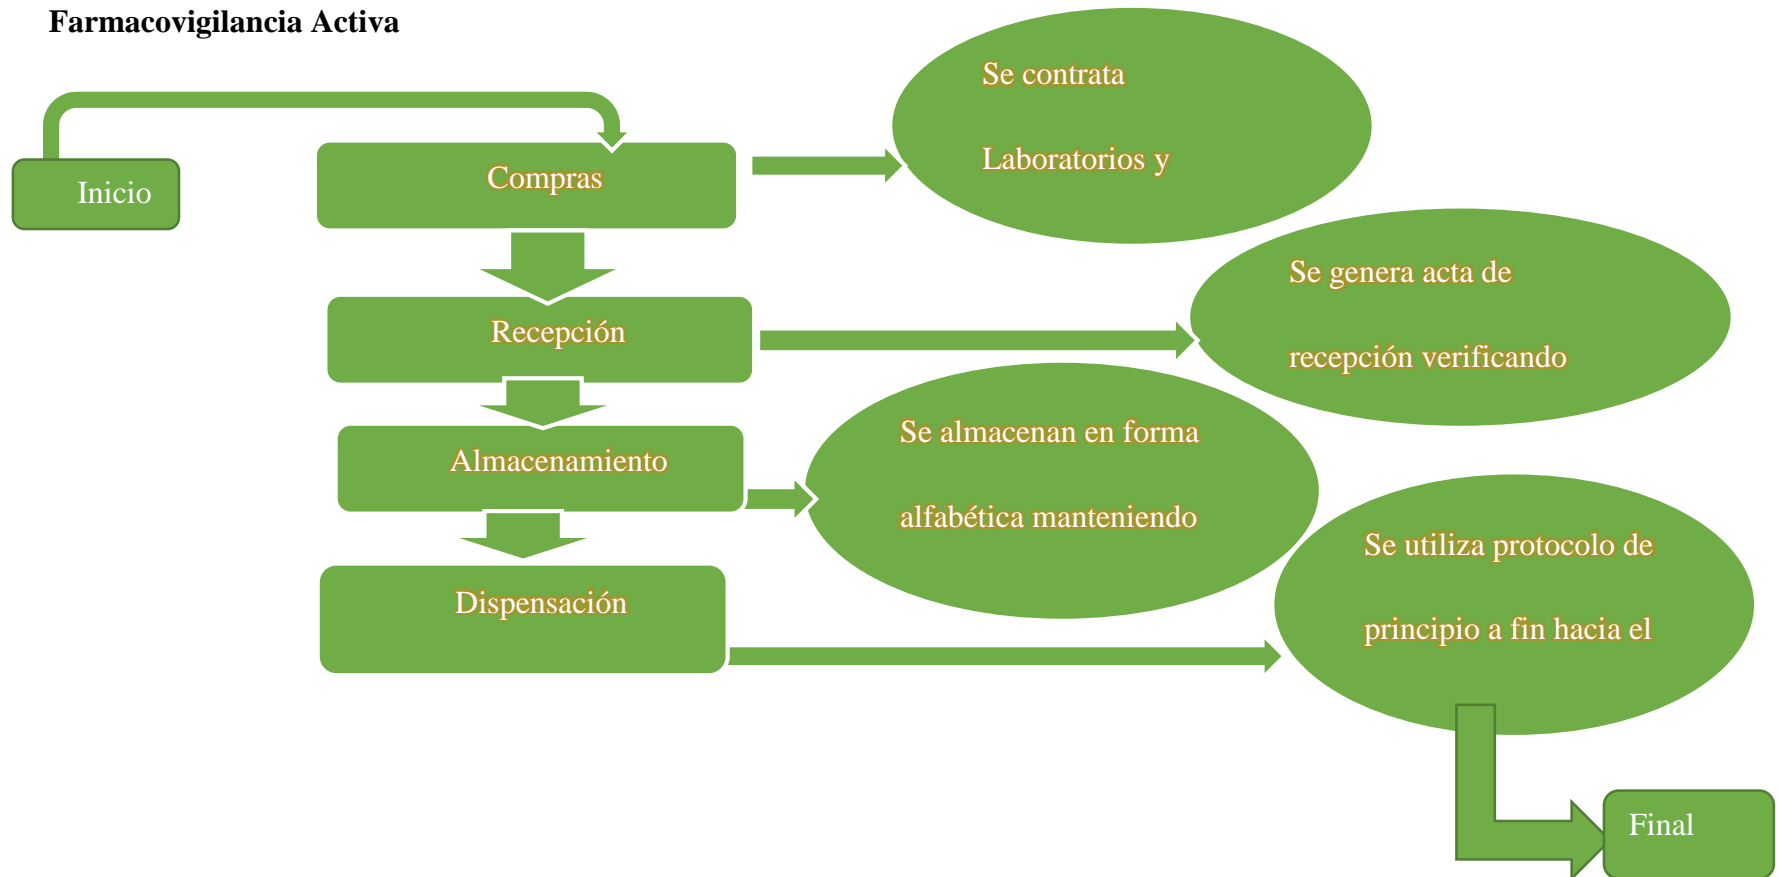 Farmacovigilancia Activa
Inicio
Compras
Se contrata
Laboratorios y
Recepción
Se genera acta de
recepción verificando
Almacenamiento
Se almacenan en forma
alfabética manteniendo
Dispensación
Se utiliza protocolo de
principio a fin hacia el
Final